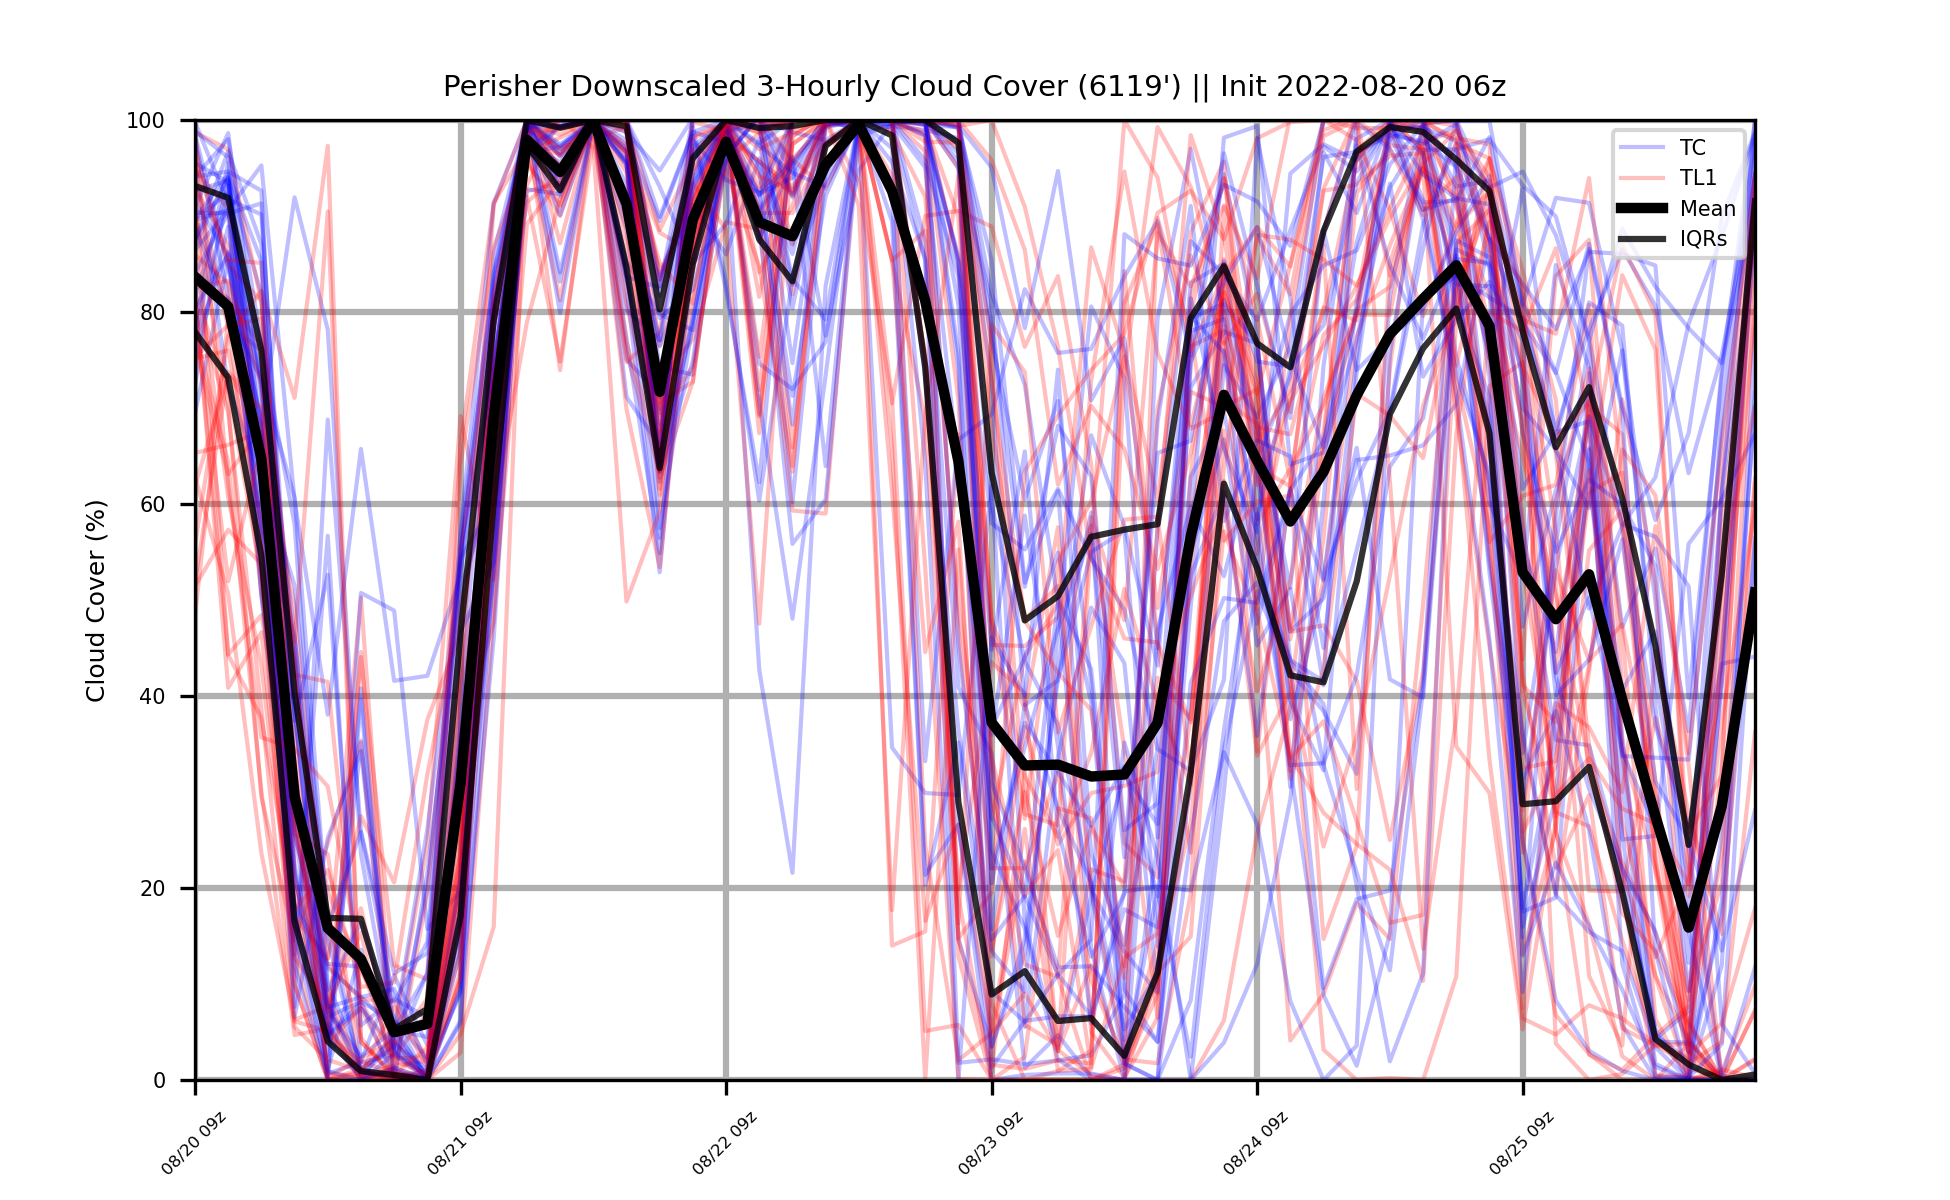 Perisher Downscaled 3-Hourly Cloud Cover (6119') || Init 2022-08-20 06z
Cloud Cover (%)
100
80
60
40
20
0
TC
TL1
Mean
IQRs
08/20 09z
08/21 09z
08/22 09z
08/23 09z
08/24 09z
08/25 09z